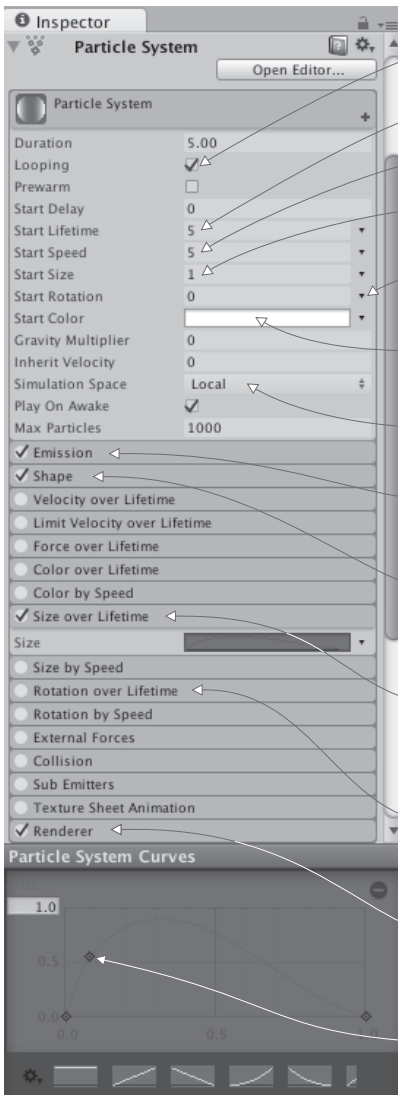 Inspector
Particle System
Open Editor...
Particle System
Duration 5.00
Looping
Prewarm
Start Delay 0
Start Lifetime 5
Start Speed 5
Start Size 1
Start Rotation 0
Start Color
Gravity Multiplier 0
Inherit Velocity 0
Simulation Space Local
Play On Awake
Max Particles 1000
Emission
Shape
Velocity over Lifetime
Limit Velocity over Lifetime
Force over Lifetime
Color over Lifetime
Color by Speed
Size over Lifetime
Size
Size by Speed
Rotation over Lifetime
Rotation by Speed
External Forces
Collision
Sub Emitters
Texture Sheet Animation
Renderer
Particle System Curves
1.0
0.5
0.0
0.0 0.5 1.0